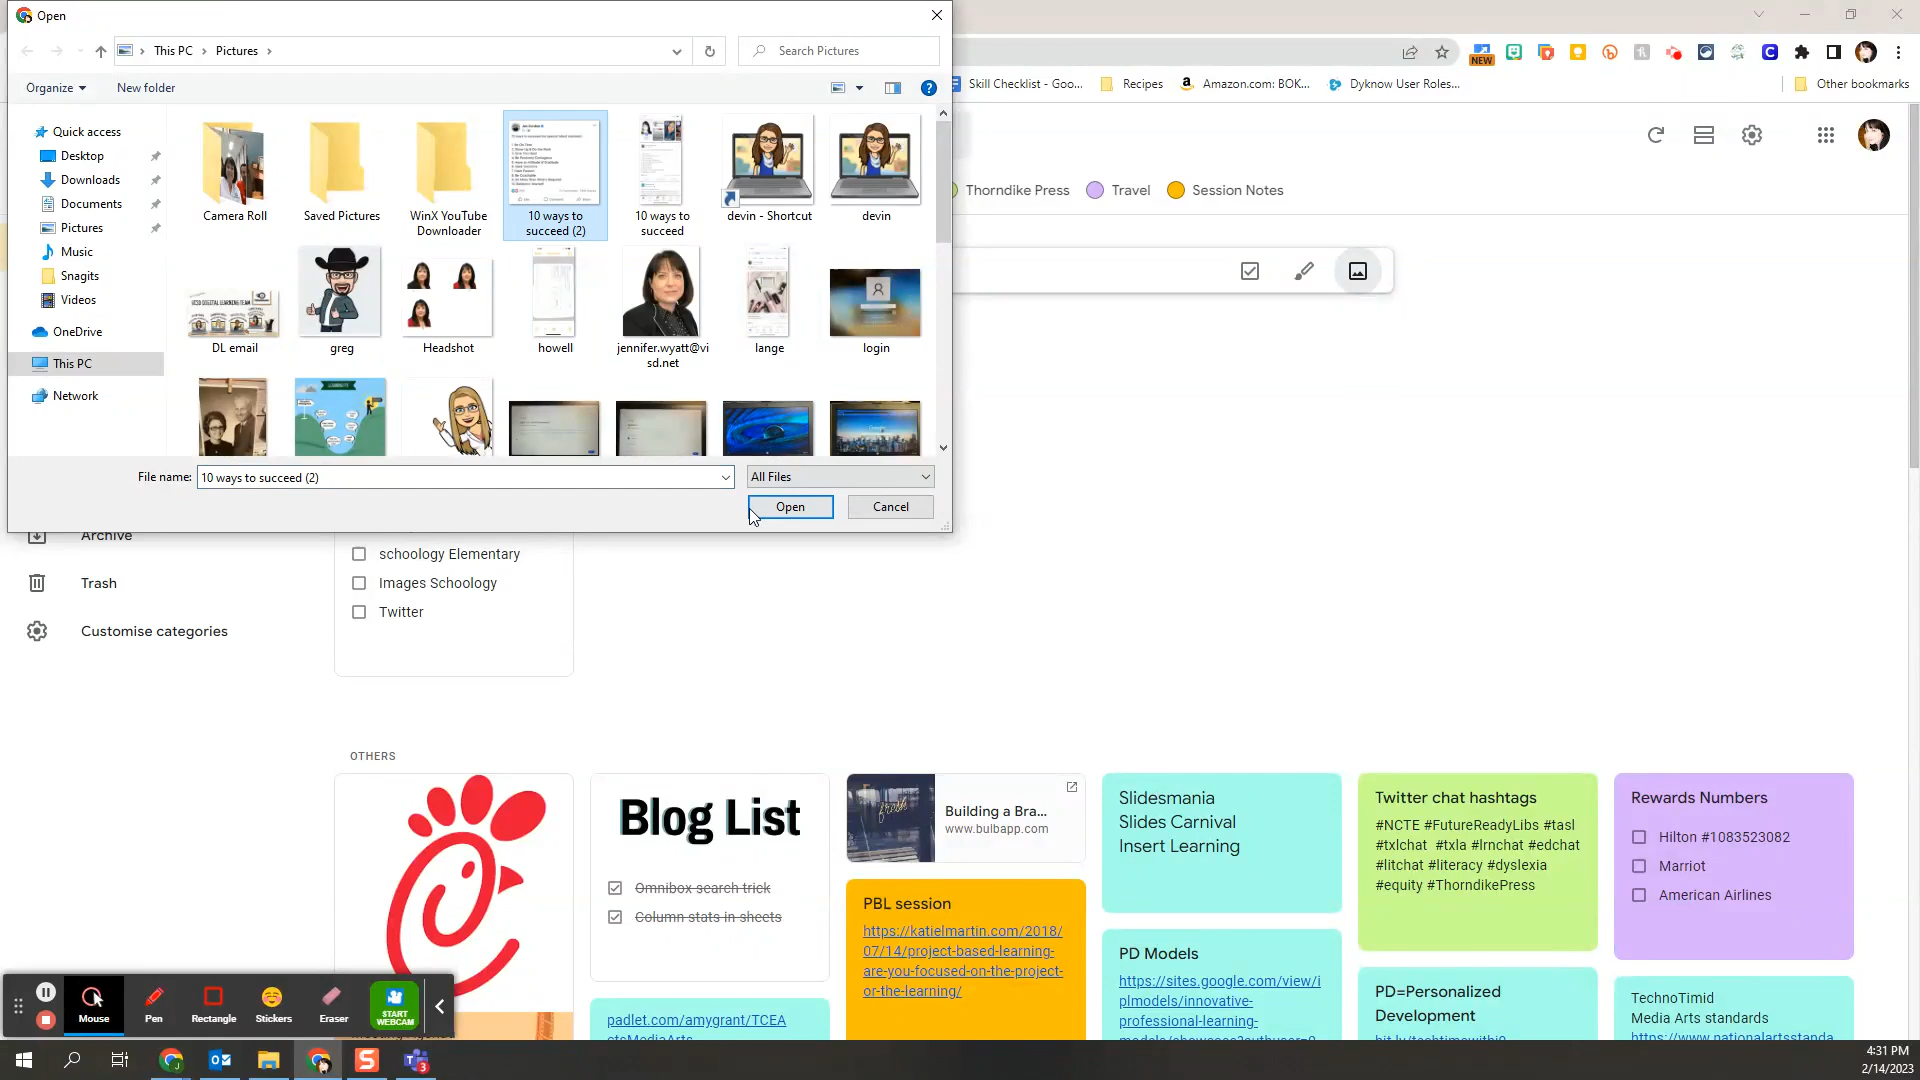 Open
This PC
Pictures
Search Pictures
Organize
New folder
Quick access
Desktop
Downloads
Documents
Pictures
Music
Snagits
Videos
OneDrive
This PC
Network
Camera Roll
Saved Pictures
WinX YouTube
Downloader
10 ways to
succeed (2)
10 ways to
succeed
devin - Shortcut
devin
DL email
greg
Headshot
howell
jennifer.wyatt@vi
sd.net
lange
login
File name:
10 ways to succeed (2)
All Files
Open
Cancel
NEW
Skill Checklist - Goo...
Recipes
Amazon.com: BOK...
Dyknow User Roles...
Other bookmarks
Thorndike Press
Travel
Session Notes
Archive
Trash
Customise categories
schoology Elementary
Images Schoology
Twitter
OTHERS
Blog List
Omnibox search trick
Column stats in sheets
padlet.com/amygrant/TCEA
Building a Bra...
www.bulbapp.com
PBL session
https://katielmartin.com/2018/
07/14/project-based-learning-
are-you-focused-on-the-project-
or-the-learning/
Slidesmania
Slides Carnival
Insert Learning
PD Models
https://sites.google.com/view/i
plmodels/innovative-
professional-learning-
Twitter chat hashtags
#NCTE #FutureReadyLibs #tasl
#txlchat #txla #lrnchat #edchat
#litchat #literacy #dyslexia
#equity #ThorndikePress
PD=Personalized
Development
Rewards Numbers
Hilton #1083523082
Marriot
American Airlines
TechnoTimid
Media Arts standards
https://www.nationalartsstanda
Mouse
Pen
Rectangle
Stickers
Eraser
START
WEBCAM
4:31 PM
2/14/2023